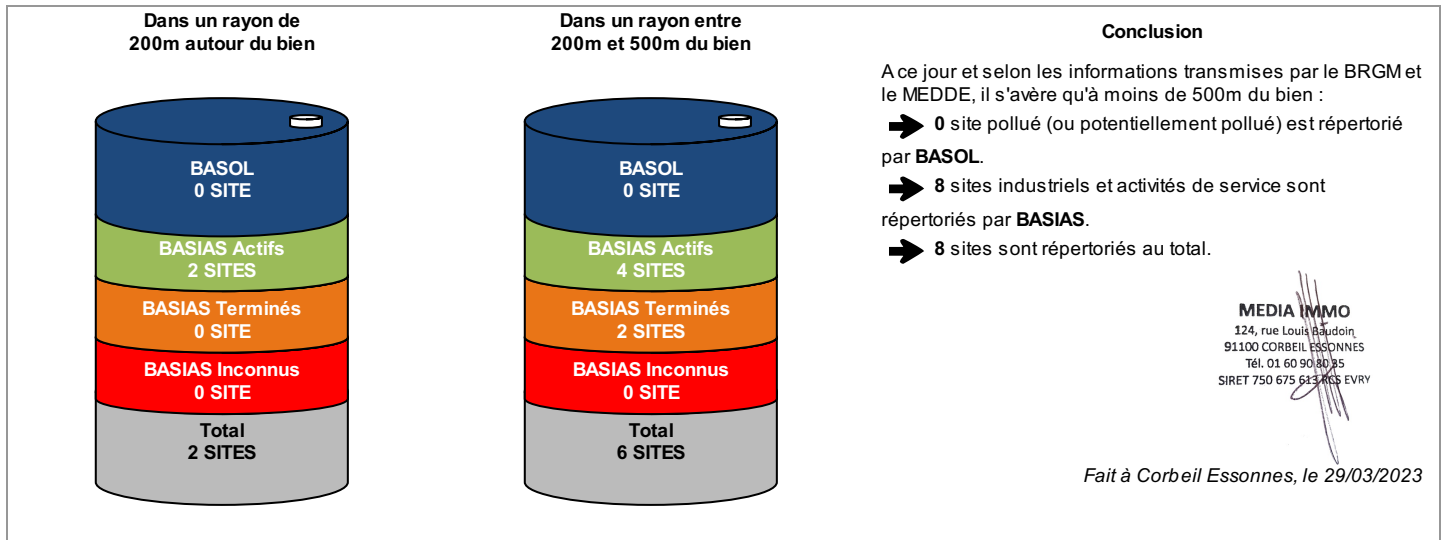 Dans un rayon de
200m autour du bien
BASOL
0 SITE
BASIAS Actifs
2 SITES
BASIAS Terminés
0 SITE
BASIAS Inconnus
0 SITE
Total
2 SITES
Dans un rayon entre
200m et 500m du bien
BASOL
0 SITE
BASIAS Actifs
4 SITES
BASIAS Terminés
2 SITES
BASIAS Inconnus
0 SITE
Total
6 SITES
Conclusion
A ce jour et selon les informations transmises par le BRGM et
le MEDDE, il s'avère qu'à moins de 500m du bien :
0 site pollué (ou potentiellement pollué) est répertorié
par BASOL.
8 sites industriels et activités de service sont
répertoriés par BASIAS.
8 sites sont répertoriés au total.
MEDIA IMMO
124, rue Louis Baudoin
91100 CORBEIL ESSONNES
Tél. 01 60 90 80 85
SIRET 750 675 613 RCS EVRY
Fait à Corbeil Essonnes, le 29/03/2023